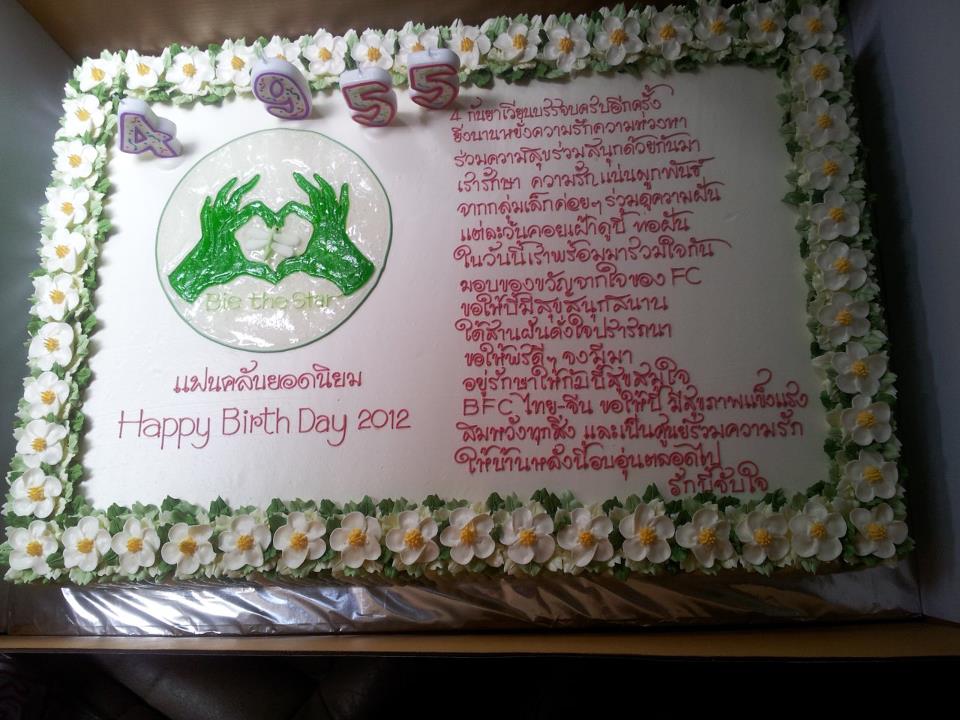 4 9 55
Bie the Star
แฟนคลับยอดนิยม
Happy Birth Day 2012
4 กันยาเวียนบรรจบครบอีกครั้ง
ยิ่งนานหยั่งความรักความห่วงหา
ร่วมความสุขร่วมสนุกด้วยกันมา
เรารักษา ความรัก แน่นผูกพันธ์
จากกลุ่มเล็กค่อยๆ ร่วมถูความฝัน
แต่ละวันคอยเฝ้าดูบี้ ทอฝัน
ในวันนี้เราพร้อมมารวมใจกัน
มอบของขวัญจากใจของ FC
ขอให้บี้มีสุขสนุกสนาน
ได้สานฝันดั่งใจปรารถนา
ขอให้พรดีๆ จงมีมา
อยู่รักษาให้กับบี้สุขสมใจ
BFC ไทย-จีน ขอให้บี้ มีสุขภาพแข็งแรง
สมหวังทุกสิ่ง และเป็นศูนย์รวมความรัก
ให้บ้านหลังนี้อบอุ่นตลอดไป
รักบี้จับใจ